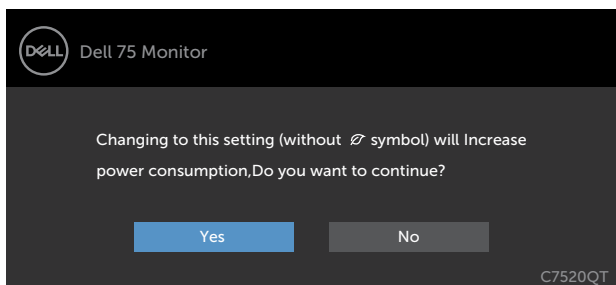 DELL
Dell 75 Monitor
Changing to this setting (without symbol) will Increase
power consumption,Do you want to continue?
Yes
No
C7520QT